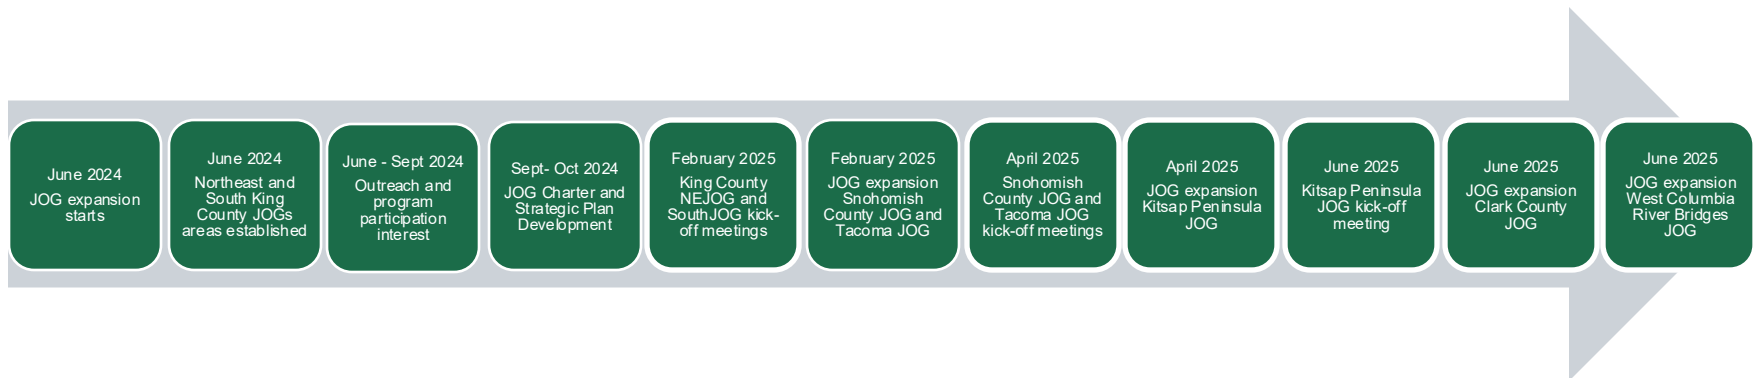 June 2024
JOG expansion
starts
June 2024
Northeast and
South King
County JOGs
areas established
June - Sept 2024
Outreach and
program
participation
interest
Sept- Oct 2024
JOG Charter and
Strategic Plan
Development
February 2025
King County
NEJOG and
SouthJOG kick-
off meetings
February 2025
JOG expansion
Snohomish
County JOG and
Tacoma JOG
April 2025
Snohomish
County JOG and
Tacoma JOG
kick-off meetings
April 2025
JOG expansion
Kitsap Peninsula
JOG
June 2025
Kitsap Peninsula
JOG kick-off
meeting
June 2025
JOG expansion
Clark County
JOG
June 2025
JOG expansion
West Columbia
River Bridges
JOG